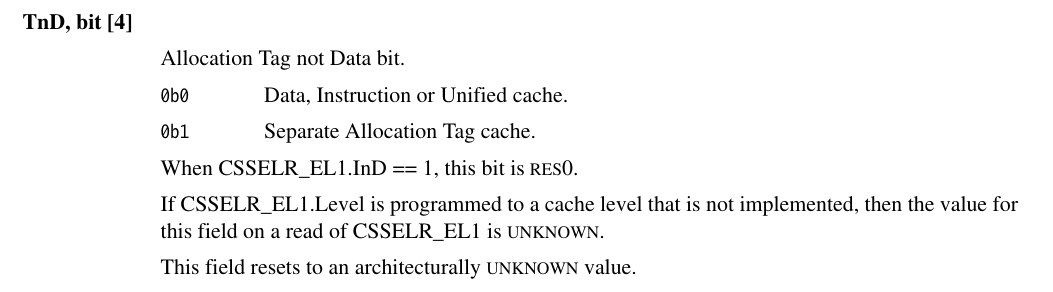 TnD, bit [4]
Allocation Tag not Data bit.
0b0 Data, Instruction or Unified cache.
0b1 Separate Allocation Tag cache.
When CSSELR_EL1.InD == 1, this bit is RES0.
If CSSELR_EL1.Level is programmed to a cache level that is not implemented, then the value for
this field on a read of CSSELR_EL1 is UNKNOWN.
This field resets to an architecturally UNKNOWN value.